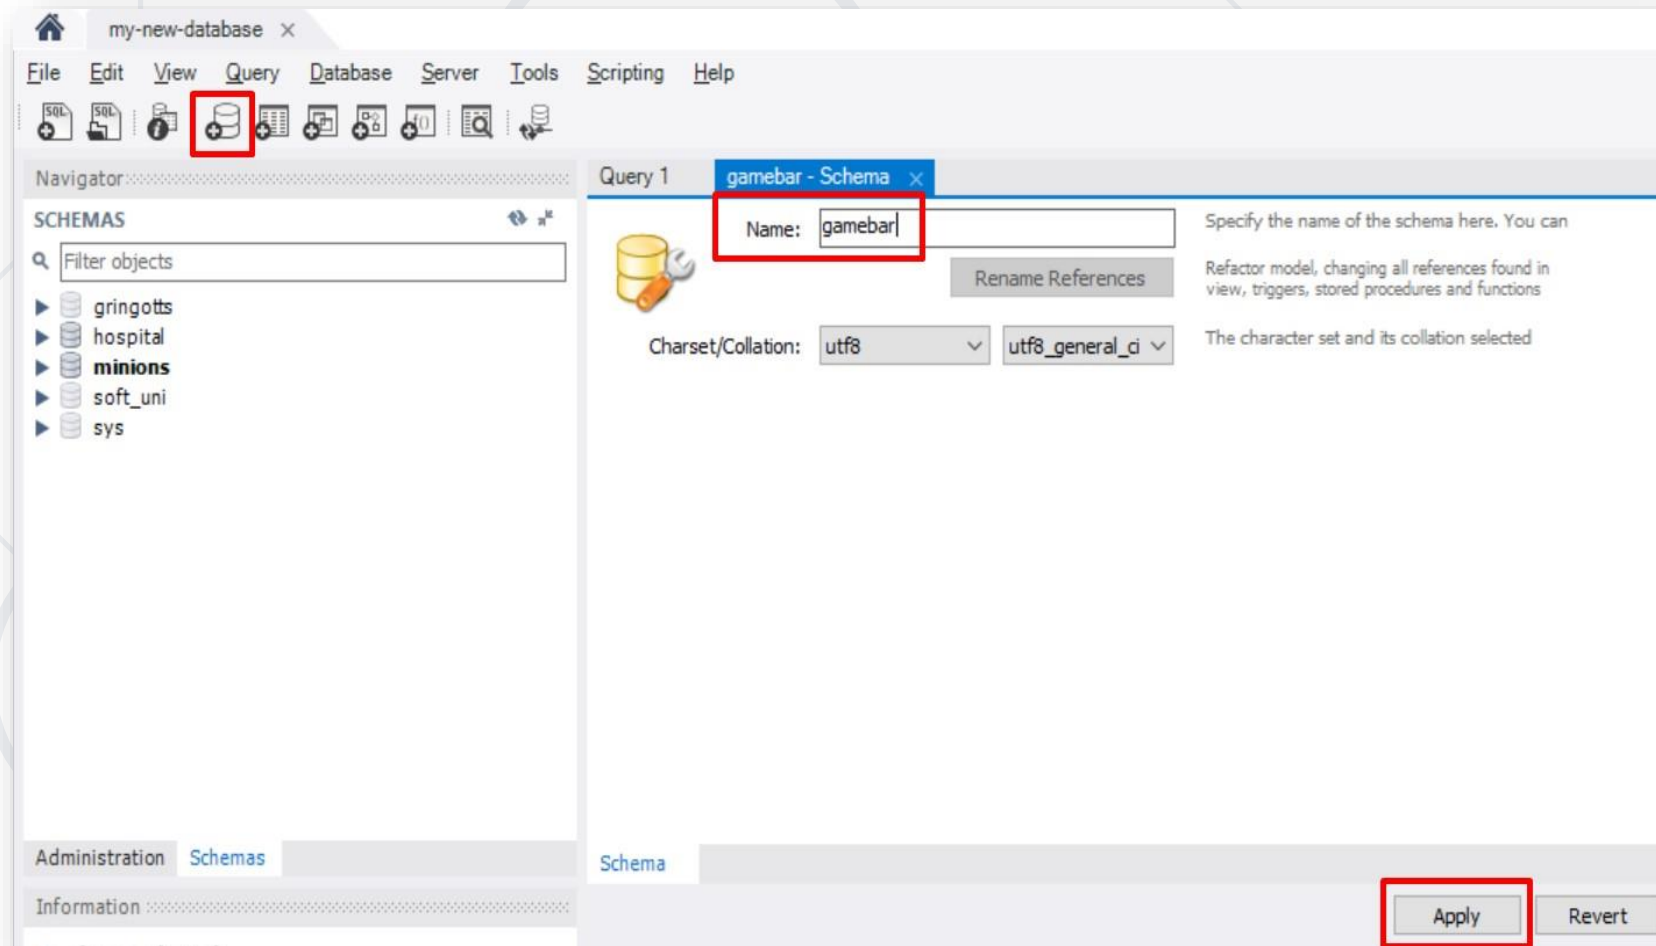 my-new-database
File Edit View Query Database Server Tools Scripting Help
SQL SQL
Navigator
SCHEMAS
Filter objects
gringotts
hospital
minions
soft_uni
sys
Administration Schemas
Information
Query 1 gamebar - Schema
Name: gamebar
Specify the name of the schema here. You can
Rename References
Refactor model, changing all references found in
view, triggers, stored procedures and functions
Charset/Collation: utf8 utf8_general_ci
The character set and its collation selected
Schema
Apply Revert